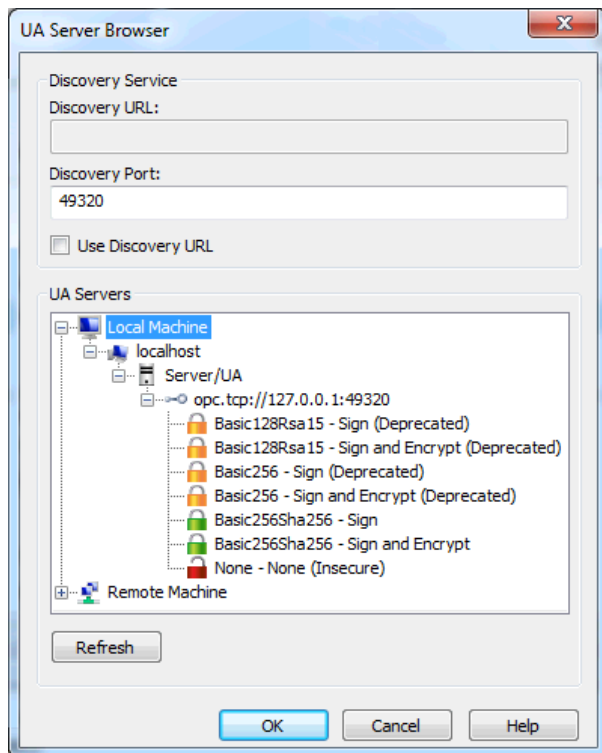 UA Server Browser
Discovery Service
Discovery URL:
Discovery Port:
49320
Use Discovery URL
UA Servers
Local Machine
localhost
Server/UA
opc.tcp://127.0.0.1:49320
Basic128Rsa15 - Sign (Deprecated)
Basic128Rsa15 - Sign and Encrypt (Deprecated)
Basic256 - Sign (Deprecated)
Basic256 - Sign and Encrypt (Deprecated)
Basic256Sha256 - Sign
Basic256Sha256 - Sign and Encrypt
None - None (Insecure)
Remote Machine
Refresh
OK Cancel Help